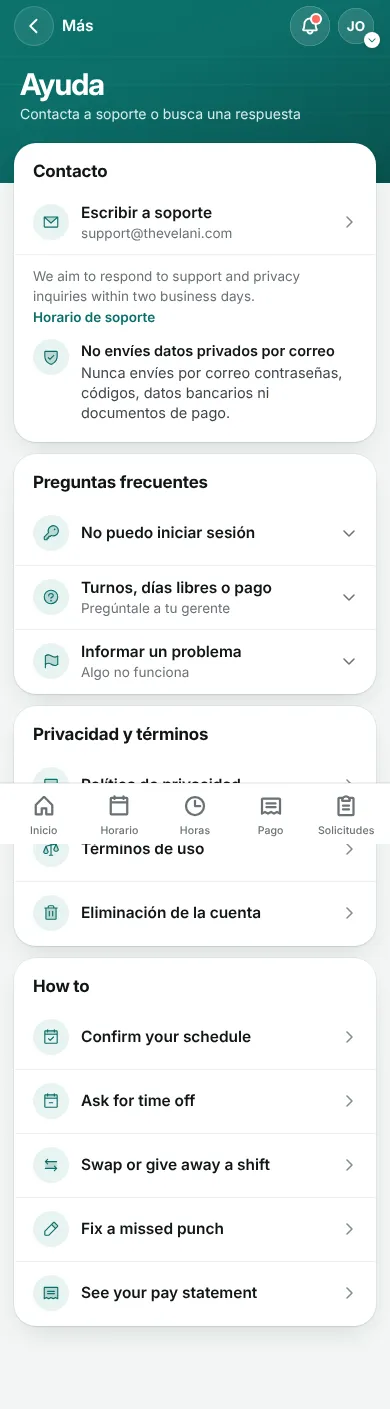 Más
JO
Ayuda
Contacta a soporte o busca una respuesta
Contacto
Escribir a soporte
support@thevelani.com
We aim to respond to support and privacy
inquiries within two business days.
Horario de soporte
No envíes datos privados por correo
Nunca envíes por correo contraseñas,
códigos, datos bancarios ni
documentos de pago.
Preguntas frecuentes
No puedo iniciar sesión
Turnos, días libres o pago
Pregúntale a tu gerente
Informar un problema
Algo no funciona
Privacidad y términos
Política de privacidad
Inicio
Horario
Horas
Pago
Solicitudes
Términos de uso
Eliminación de la cuenta
How to
Confirm your schedule
Ask for time off
Swap or give away a shift
Fix a missed punch
See your pay statement